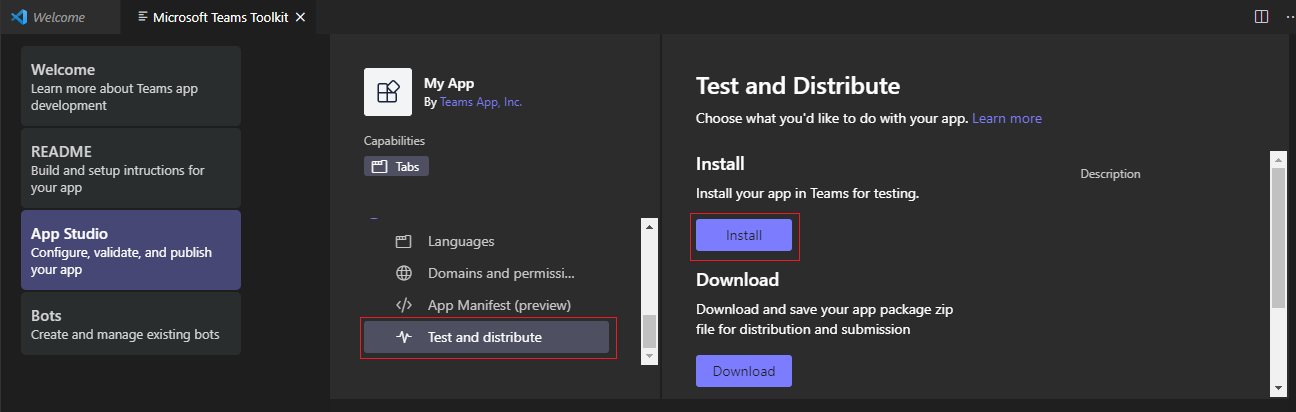 Welcome
Microsoft Teams Toolkit
Welcome
Learn more about Teams app
development
README
Build and setup intructions for
your app
App Studio
Configure, validate, and publish
your app
Bots
Create and manage existing bots
My App
By Teams App, Inc.
Capabilities
Tabs
Languages
Domains and permissi...
App Manifest (preview)
Test and distribute
Test and Distribute
Choose what you'd like to do with your app. Learn more
Install
Install your app in Teams for testing.
Install
Description
Download
Download and save your app package zip
file for distribution and submission
Download